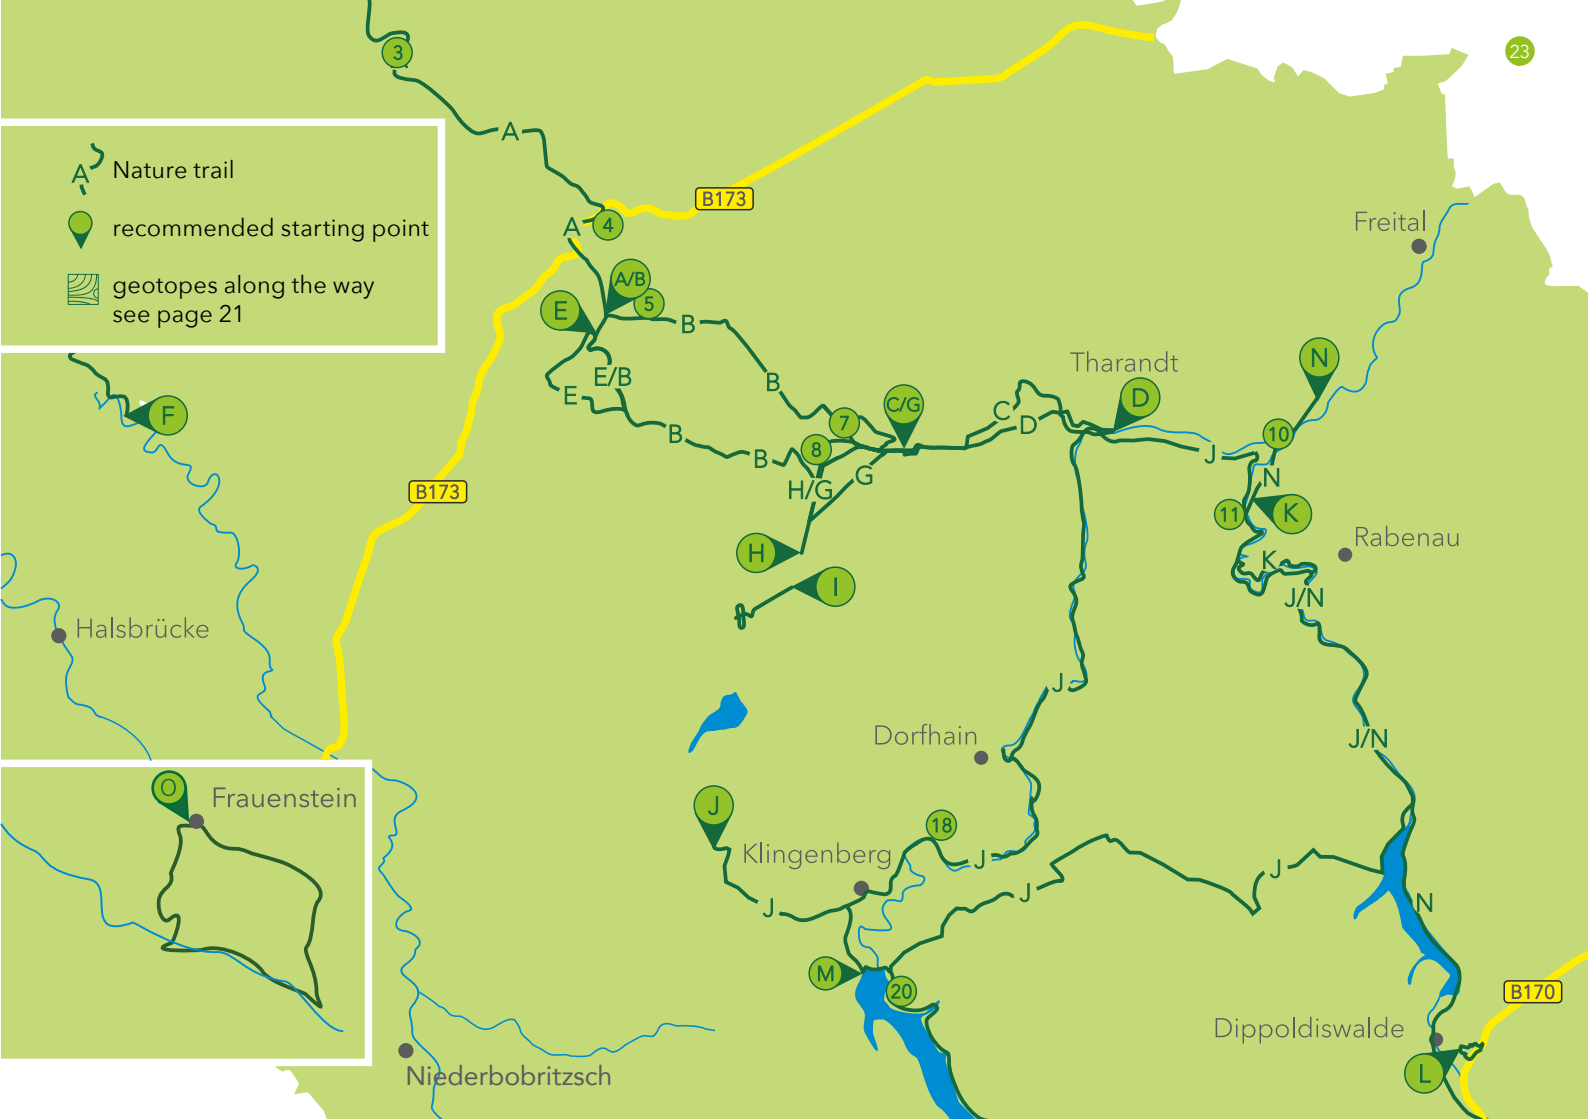 23
3
A
Nature trail
A
recommended starting point
geotopes along the way
see page 21
A
B173
4
A
Freital
A/B
5
E
B
N
Tharandt
E/B
B
E
D
C/G
F
C
7
D
10
B
8
B
J
G
N
H/G
B173
K
11
Rabenau
H
K
I
J/N
Halsbrücke
J
Dorfhain
J/N
O
Frauenstein
J
18
Klingenberg
J
J
J
J
N
M
20
B170
Dippoldiswalde
L
Niederbobritzsch